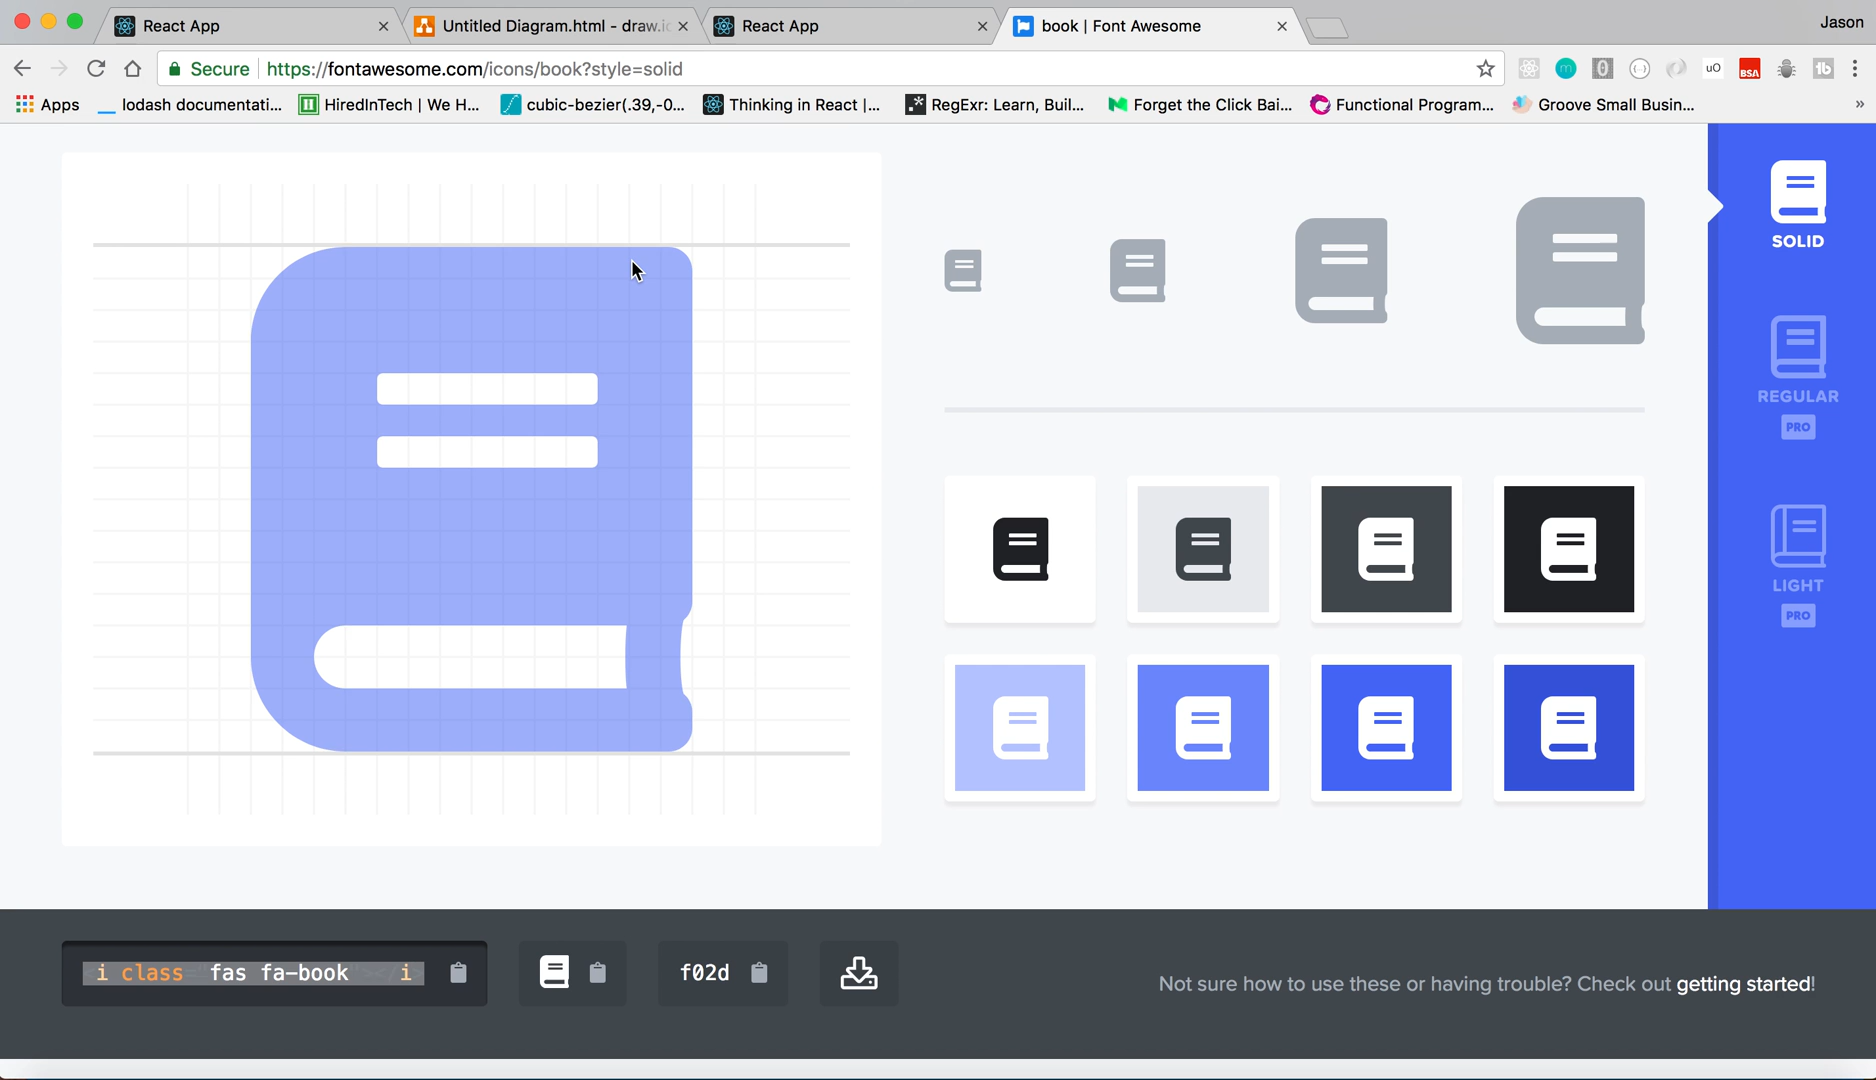 React App
Untitled Diagram.html - draw.io
React App
book | Font Awesome
Jason
Secure
https://fontawesome.com/icons/book?style=solid
uO
BSA
Apps
lodash documentati...
HiredInTech | We H...
cubic-bezier(.39,-0...
Thinking in React |...
RegExr: Learn, Buil...
Forget the Click Bai...
Functional Program...
Groove Small Busin...
»
SOLID
REGULAR
PRO
LIGHT
PRO
i class fas fa-book i
f02d
Not sure how to use these or having trouble? Check out getting started!